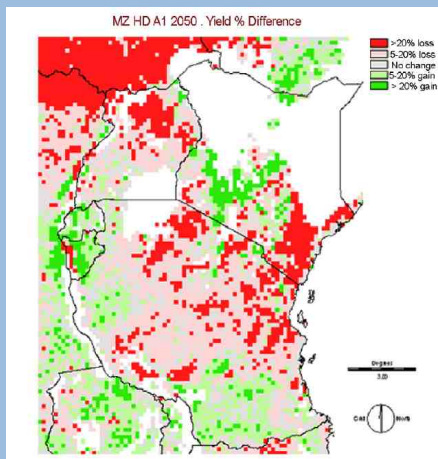 MZ HD A1 2050 . Yield % Difference
>20% loss
5-20% loss
No change
5-20% gain
> 20% gain
Degrees
3.00
North